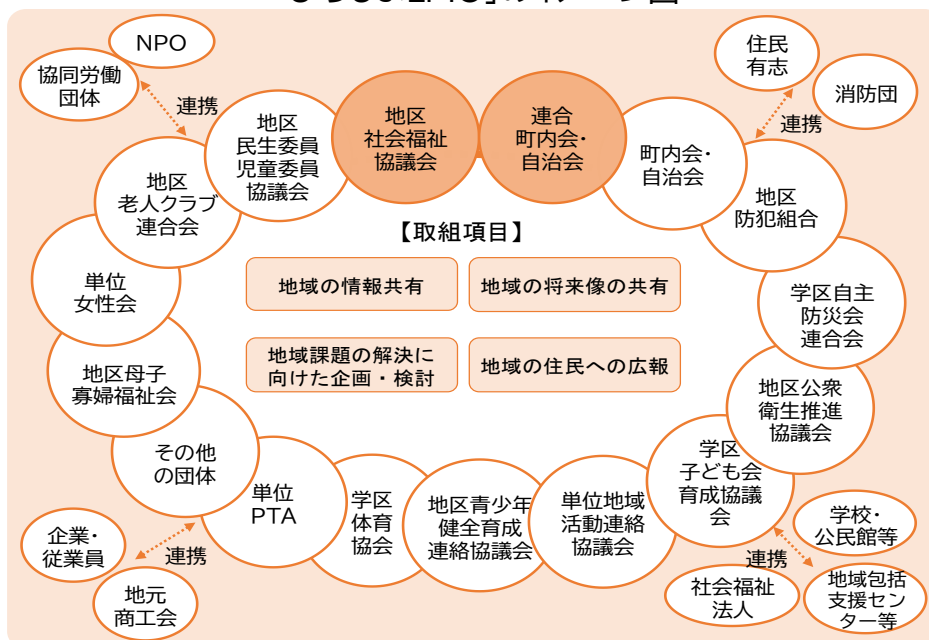 NPO
協同労働
団体
連携
地区
民生委員
児童委員
協議会
地区
社会福祉
協議会
連合
町内会・
自治会
町内会・
自治会
住民
有志
消防団
連携
地区
防犯組合
地区
老人クラブ
連合会
単位
女性会
地区母子
寡婦福祉会
その他
の団体
【取組項目】
地域の情報共有
地域の将来像の共有
地域課題の解決に
向けた企画・検討
地域の住民への広報
学区自主
防災会
連合会
地区公衆
衛生推進
協議会
学区
子ども会
育成協議
会
単位地域
活動連絡
協議会
地区青少年
健全育成
連絡協議会
学区
体育
協会
単位
PTA
企業・
従業員
連携
地元
商工会
学校・
公民館等
連携
社会福祉
法人
地域包括
支援セン
ター等